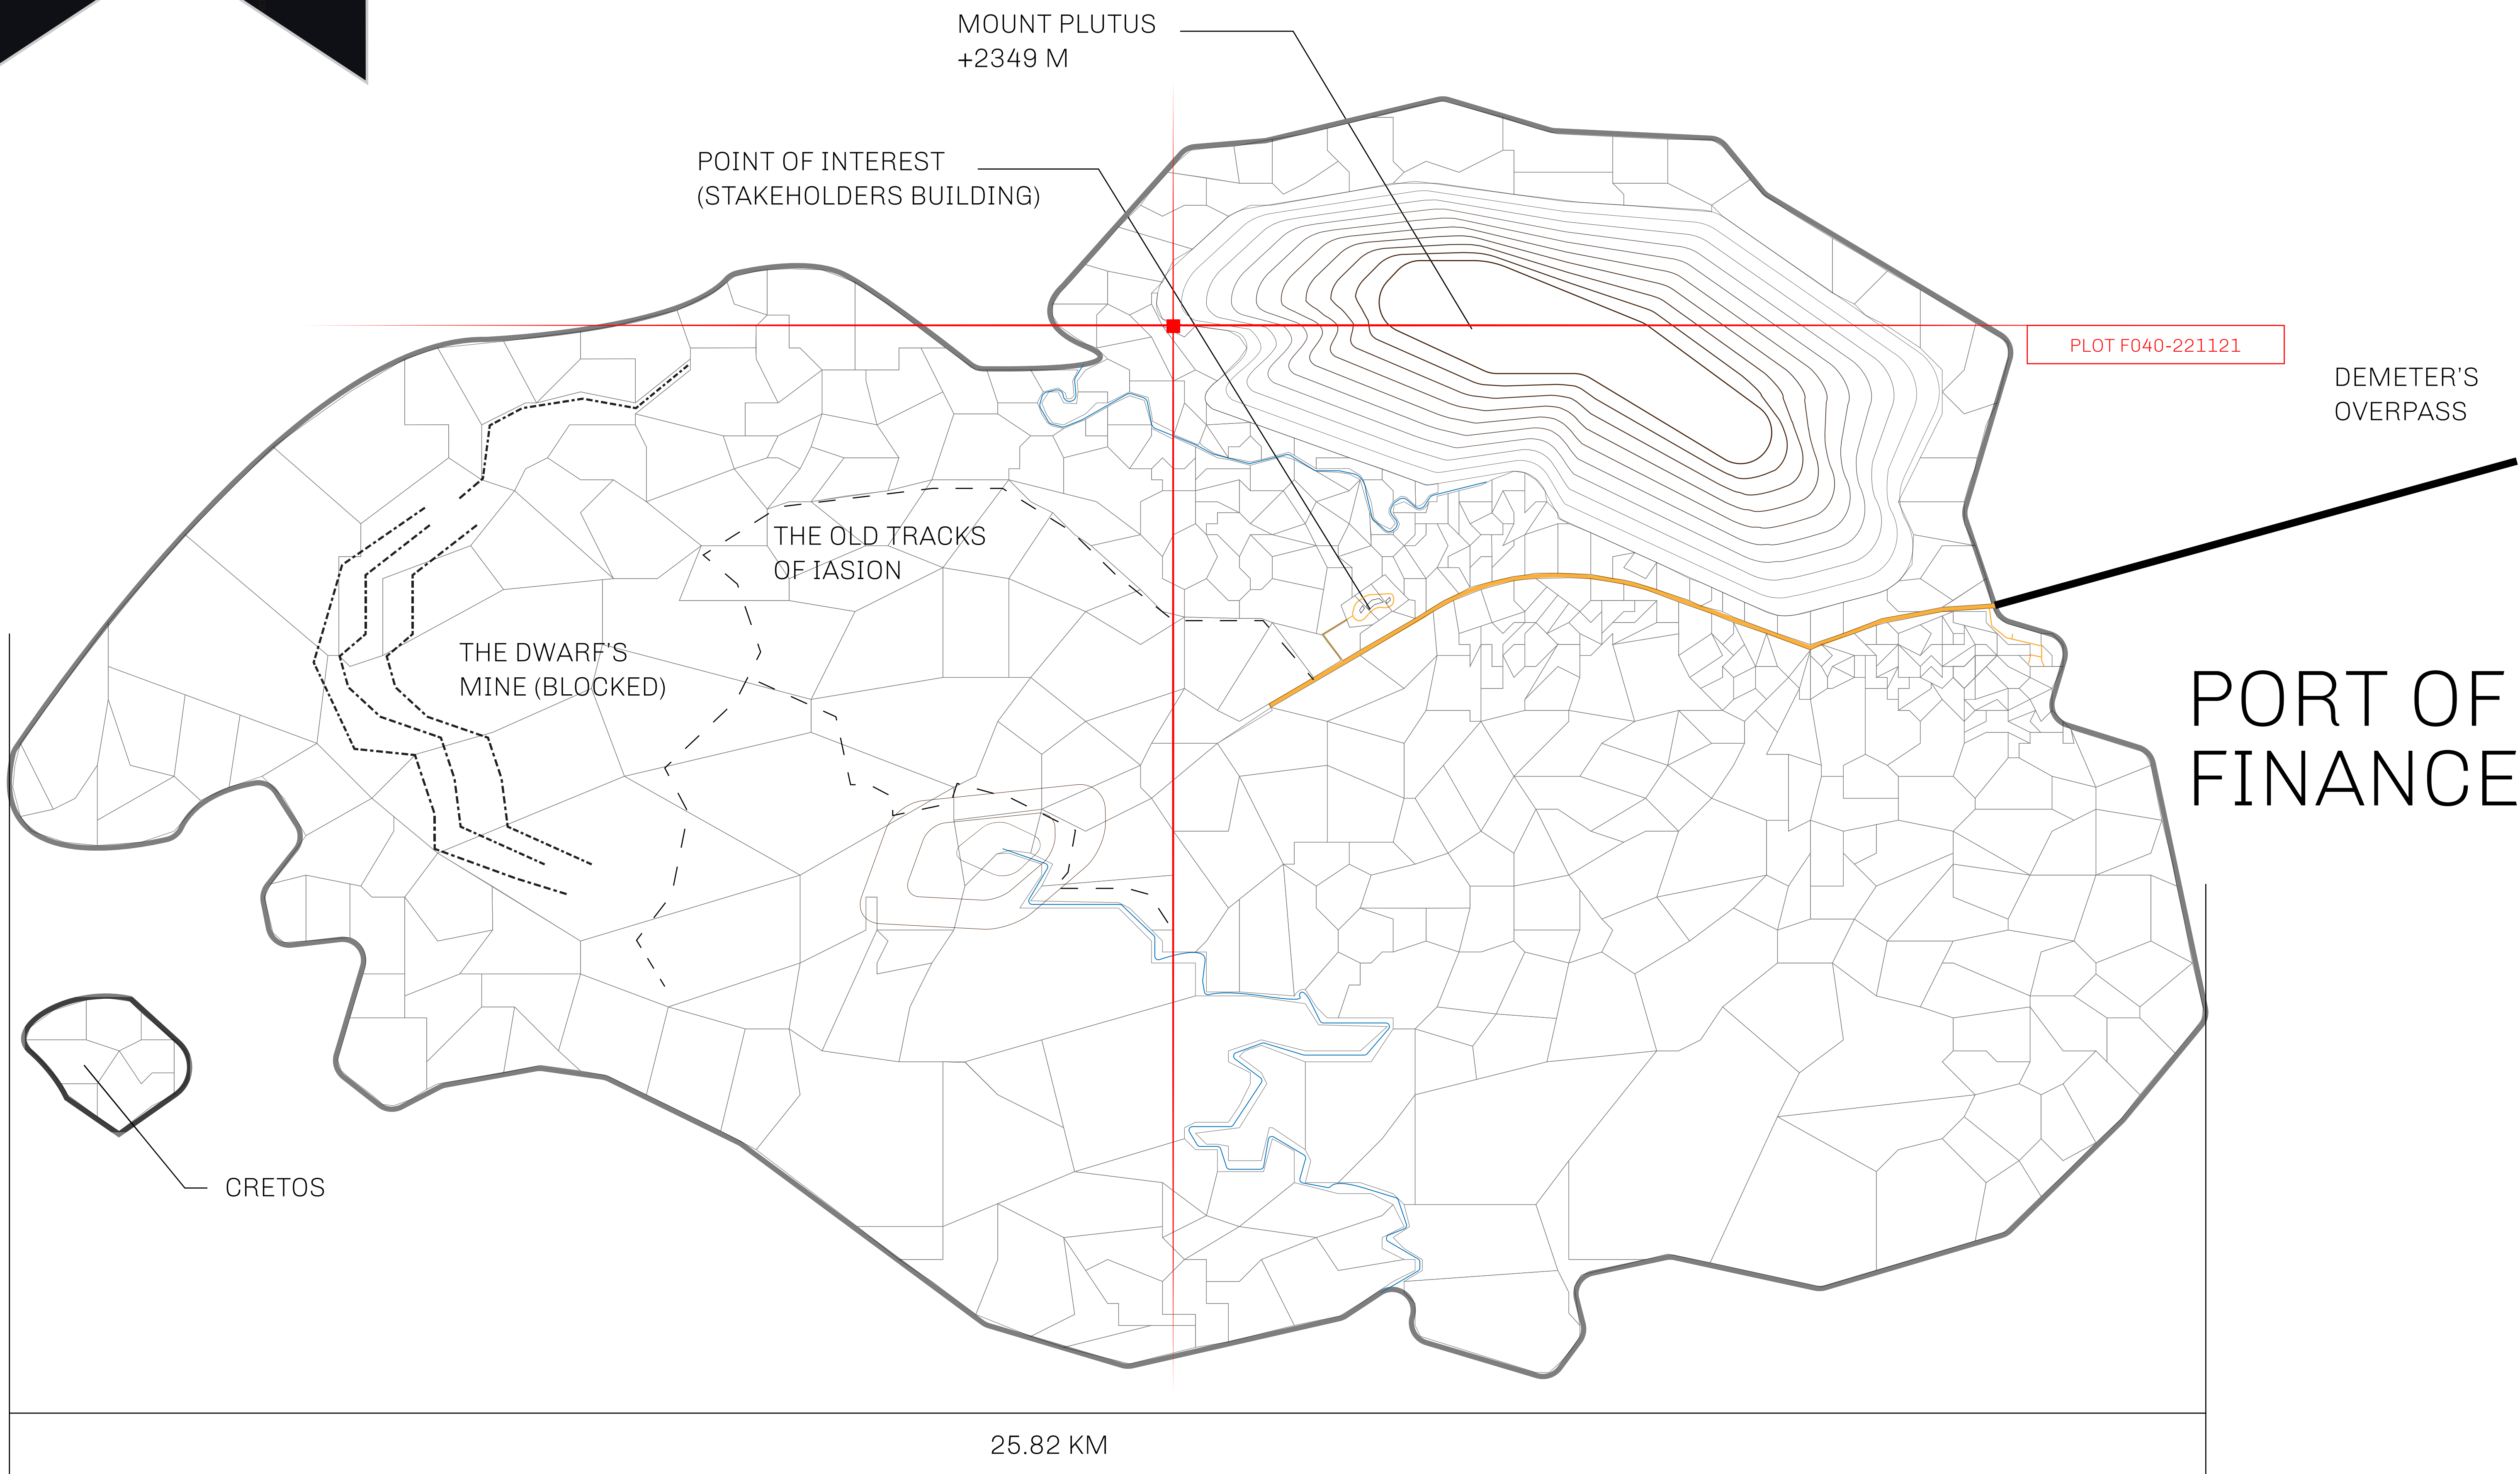 MOUNT PLUTUS
+2349 M
POINT OF INTEREST
(STAKEHOLDERS BUILDING)
PLOT F040-221121
DEMETER'S
OVERPASS
THE OLD TRACKS
OF IASION
THE DWARF'S
MINE (BLOCKED)
PORT OF
FINANCE
CRETOS
25.82 KM